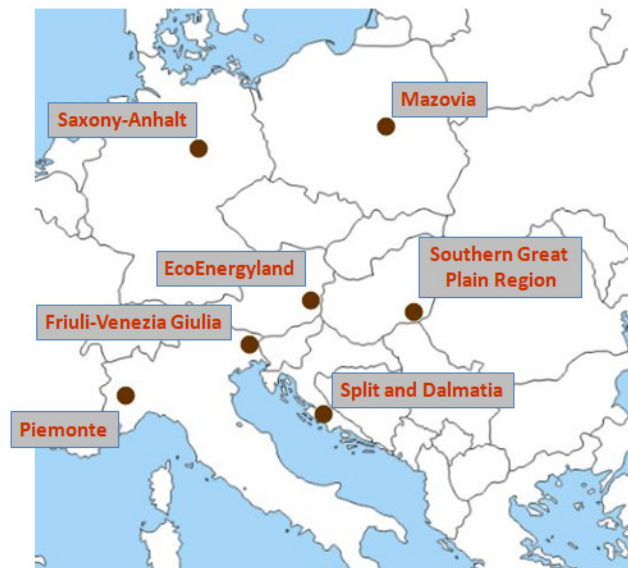 Mazovia
Saxony-Anhalt
Southern Great
Plain Region
EcoEnergyland
Friuli-Venezia Giulia
Split and Dalmatia
Piemonte